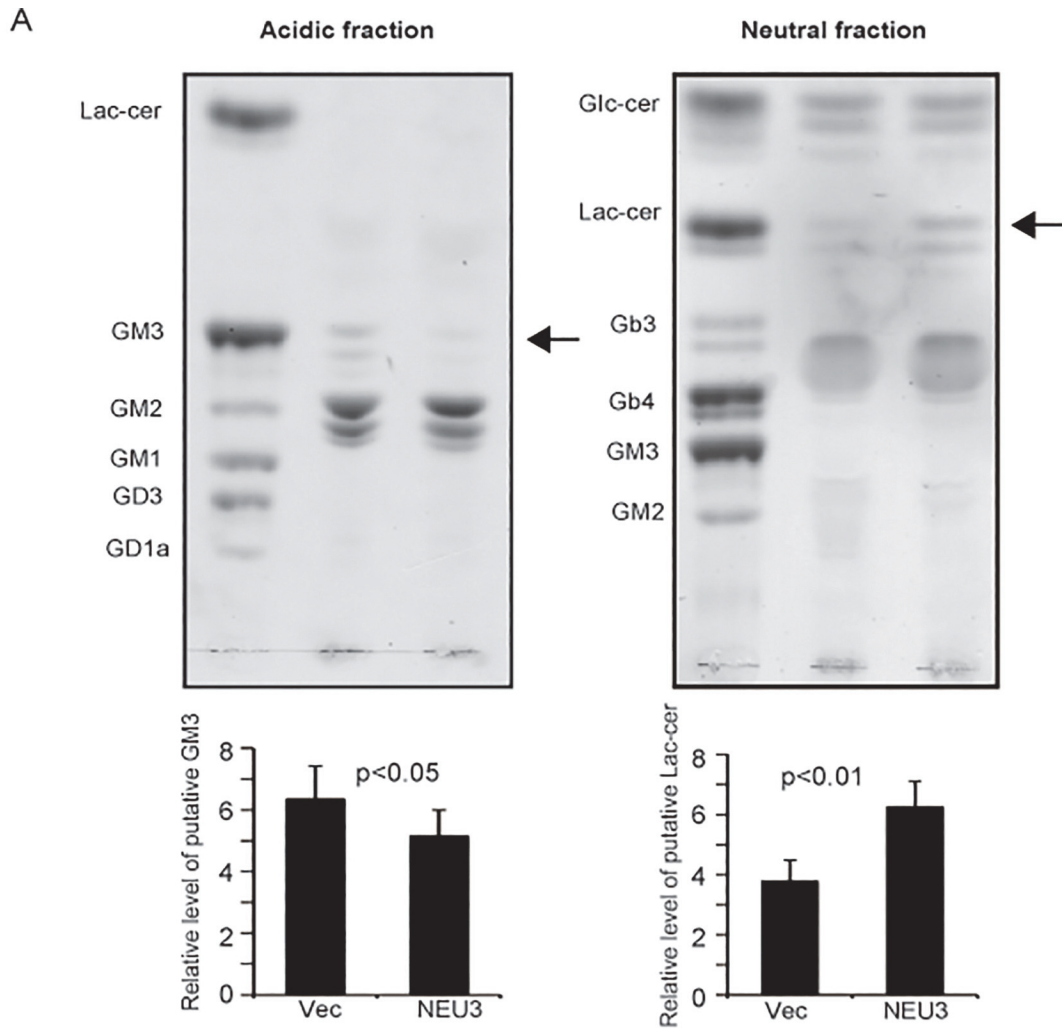 A
Acidic fraction
Neutral fraction
Lac-cer
GM3
GM2
GM1
GD3
GD1a
Glc-cer
Lac-cer
Gb3
Gb4
GM3
GM2
Relative level of putative GM3
8
6
4
2
0
p<0.05
Vec
NEU3
Relative level of putative Lac-cer
8
6
4
2
0
p<0.01
Vec
NEU3